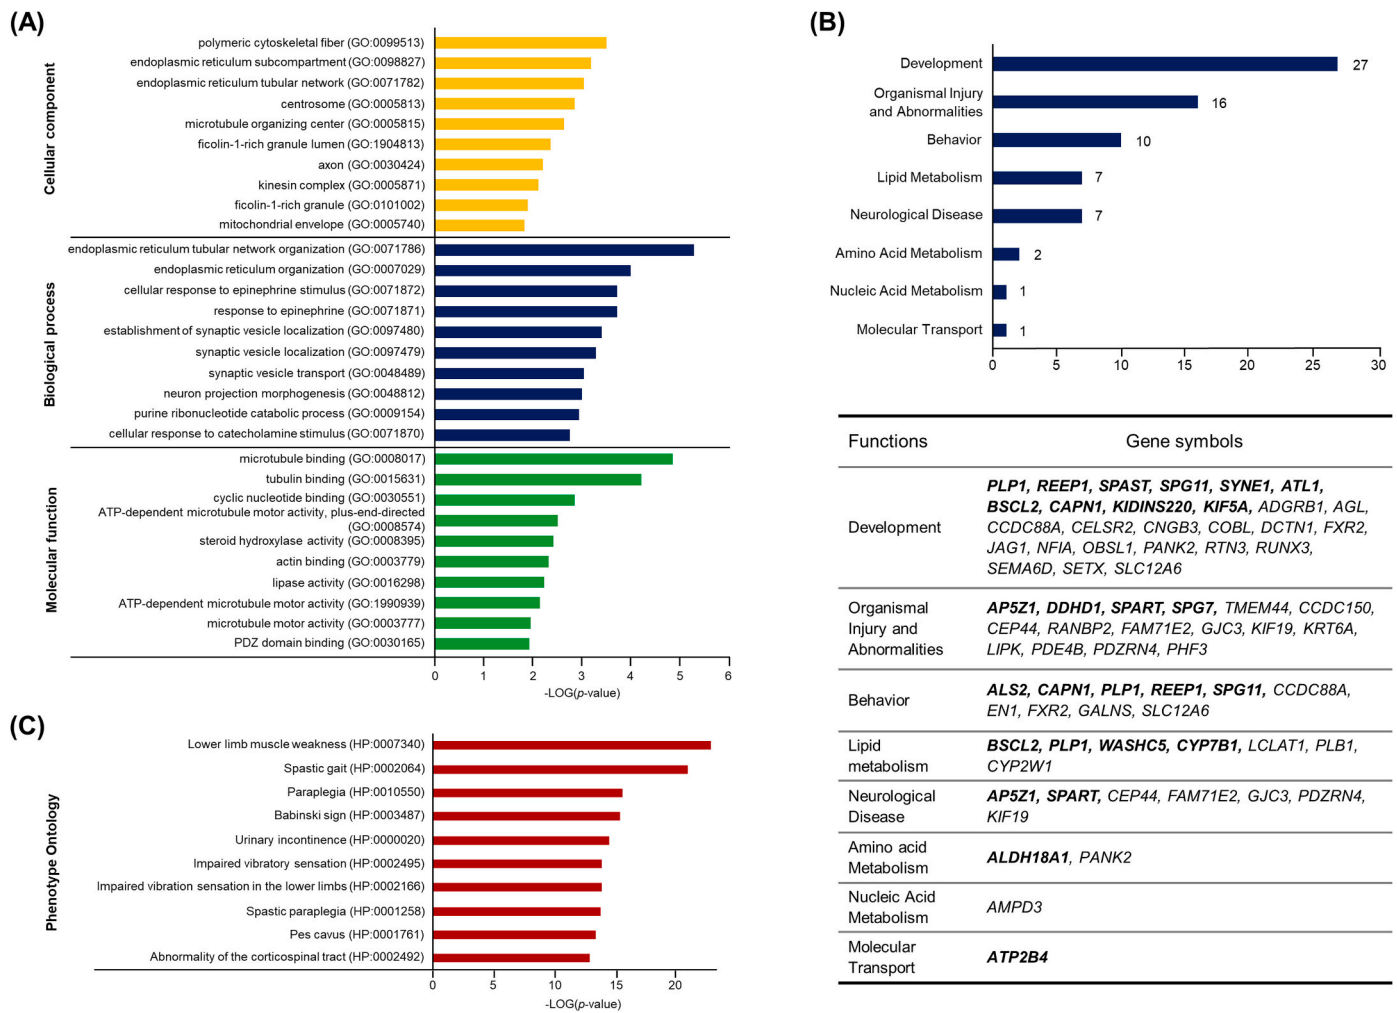 (A)
Cellular component
polymeric cytoskeletal fiber (GO:0099513)
endoplasmic reticulum subcompartment (GO:0098827)
endoplasmic reticulum tubular network (GO:0071782)
centrosome (GO:0005813)
microtubule organizing center (GO:0005815)
ficolin-1-rich granule lumen (GO:1904813)
axon (GO:0030424)
kinesin complex (GO:0005871)
ficolin-1-rich granule (GO:0101002)
mitochondrial envelope (GO:0005740)
Biological process
endoplasmic reticulum tubular network organization (GO:0071786)
endoplasmic reticulum organization (GO:0007029)
cellular response to epinephrine stimulus (GO:0071872)
response to epinephrine (GO:0071871)
establishment of synaptic vesicle localization (GO:0097480)
synaptic vesicle localization (GO:0097479)
synaptic vesicle transport (GO:0048489)
neuron projection morphogenesis (GO:0048812)
purine ribonucleotide catabolic process (GO:0009154)
cellular response to catecholamine stimulus (GO:0071870)
Molecular function
microtubule binding (GO:0008017)
tubulin binding (GO:0015631)
cyclic nucleotide binding (GO:0030551)
ATP-dependent microtubule motor activity, plus-end-directed
(GO:0008574)
steroid hydroxylase activity (GO:0008395)
actin binding (GO:0003779)
lipase activity (GO:0016298)
ATP-dependent microtubule motor activity (GO:1990939)
microtubule motor activity (GO:0003777)
PDZ domain binding (GO:0030165)
0 1 2 3 4 5 6
-LOG(p-value)
(B)
Development 27
Organismal Injury
and Abnormalities 16
Behavior 10
Lipid Metabolism 7
Neurological Disease 7
Amino Acid Metabolism 2
Nucleic Acid Metabolism 1
Molecular Transport 1
0 5 10 15 20 25 30
Functions Gene symbols
Development
PLP1, REEP1, SPAST, SPG11, SYNE1, ATL1,
BSCL2, CAPN1, KIDINS220, KIF5A, ADGRB1, AGL,
CCDC88A, CELSR2, CNGB3, COBL, DCTN1, FXR2,
JAG1, NFIA, OBSL1, PANK2, RTN3, RUNX3,
SEMA6D, SETX, SLC12A6
Organismal
Injury and
Abnormalities
AP5Z1, DDHD1, SPART, SPG7, TMEM44, CCDC150,
CEP44, RANBP2, FAM71E2, GJC3, KIF19, KRT6A,
LIPK, PDE4B, PDZRN4, PHF3
Behavior
ALS2, CAPN1, PLP1, REEP1, SPG11, CCDC88A,
EN1, FXR2, GALNS, SLC12A6
Lipid
metabolism
BSCL2, PLP1, WASHC5, CYP7B1, LCLAT1, PLB1,
CYP2W1
Neurological
Disease
AP5Z1, SPART, CEP44, FAM71E2, GJC3, PDZRN4,
KIF19
Amino acid
Metabolism
ALDH18A1, PANK2
Nucleic Acid
Metabolism
AMPD3
Molecular
Transport
ATP2B4
(C)
Phenotype Ontology
Lower limb muscle weakness (HP:0007340)
Spastic gait (HP:0002064)
Paraplegia (HP:0010550)
Babinski sign (HP:0003487)
Urinary incontinence (HP:0000020)
Impaired vibratory sensation (HP:0002495)
Impaired vibration sensation in the lower limbs (HP:0002166)
Spastic paraplegia (HP:0001258)
Pes cavus (HP:0001761)
Abnormality of the corticospinal tract (HP:0002492)
0 5 10 15 20
-LOG(p-value)